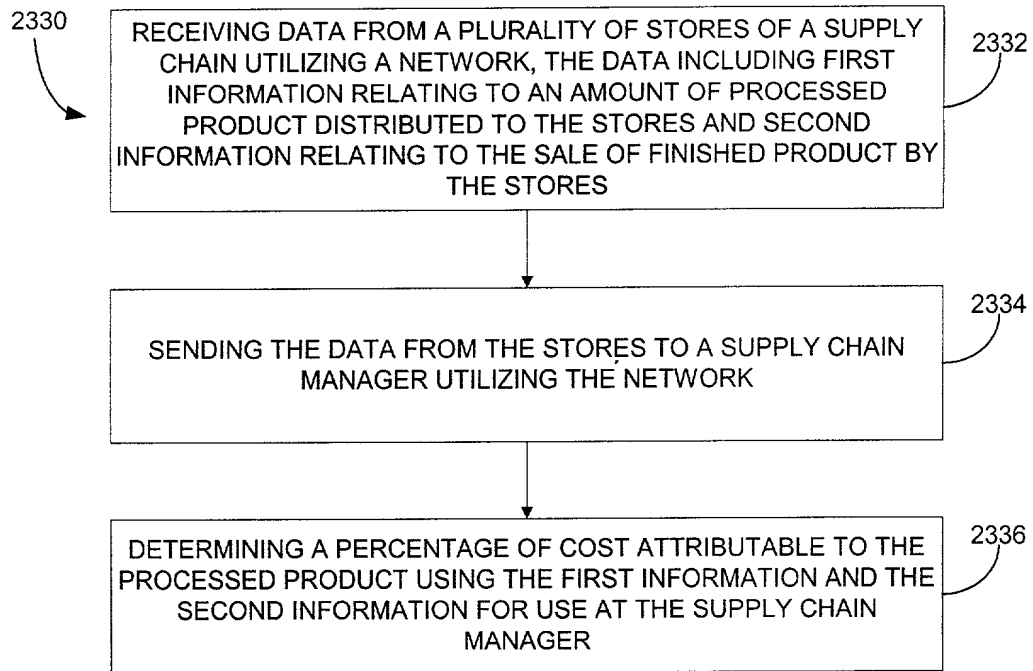 2330
RECEIVING DATA FROM A PLURALITY OF STORES OF A SUPPLY
CHAIN UTILIZING A NETWORK, THE DATA INCLUDING FIRST
INFORMATION RELATING TO AN AMOUNT OF PROCESSED
PRODUCT DISTRIBUTED TO THE STORES AND SECOND
INFORMATION RELATING TO THE SALE OF FINISHED PRODUCT BY
THE STORES
2332
SENDING THE DATA FROM THE STORES TO A SUPPLY CHAIN
MANAGER UTILIZING THE NETWORK
2334
DETERMINING A PERCENTAGE OF COST ATTRIBUTABLE TO THE
PROCESSED PRODUCT USING THE FIRST INFORMATION AND THE
SECOND INFORMATION FOR USE AT THE SUPPLY CHAIN
MANAGER
2336